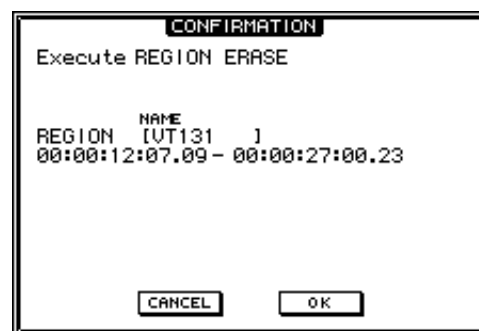 CONFIRMATION
Execute REGION ERASE
NAME
REGION [VT131 ]
00:00:12:07.09 - 00:00:27:00.23
CANCEL OK